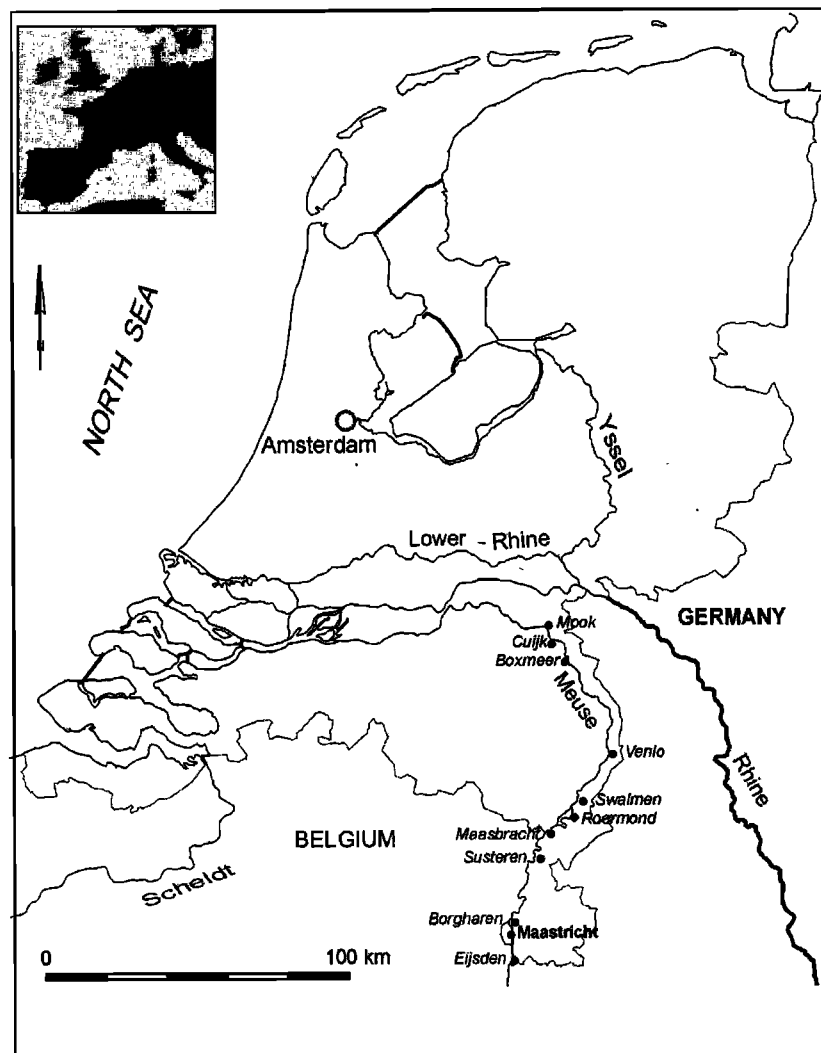 NORTH SEA
Amsterdam
Yssel
Lower - Rhine
GERMANY
Mook
Cuijk
Boxmeer
Meuse
Venlo
Rhine
Swalmen
Roermond
Maasbracht
BELGIUM
Susteren
Scheldt
Borgharen
Maastricht
0 100 km
Eijsden